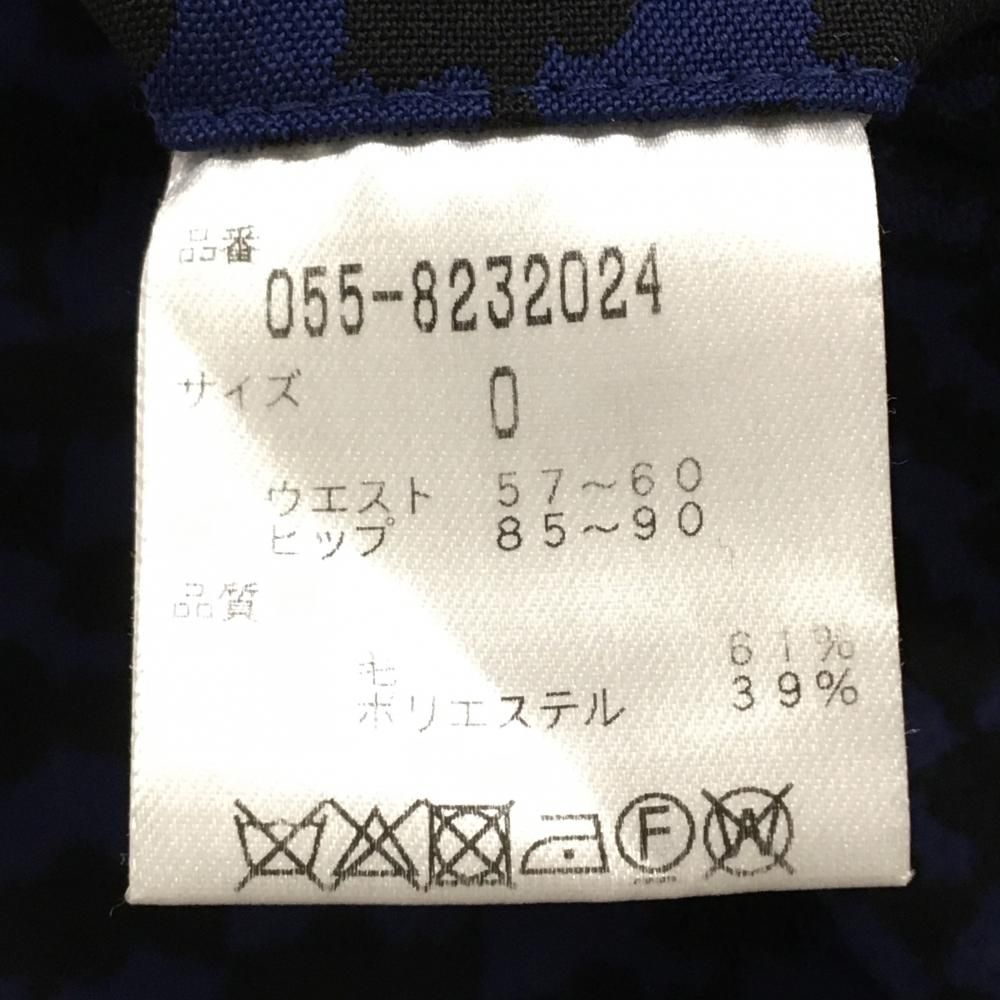 品番
055-8232024
サイズ 0
ウエスト 57～60
ヒップ 85～90
品質
毛 61%
ポリエステル 39%
F W